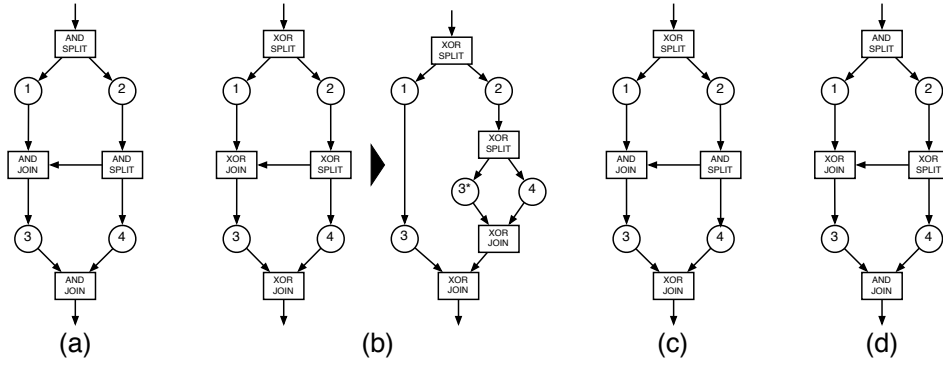 AND
SPLIT
1
2
AND
JOIN
AND
SPLIT
3
4
AND
JOIN
(a)
XOR
SPLIT
1
2
XOR
JOIN
XOR
SPLIT
3
4
XOR
JOIN
XOR
SPLIT
1
2
XOR
SPLIT
3*
4
XOR
JOIN
3
XOR
JOIN
(b)
XOR
SPLIT
1
2
AND
JOIN
AND
SPLIT
3
4
XOR
JOIN
(c)
AND
SPLIT
1
2
XOR
JOIN
XOR
SPLIT
3
4
AND
JOIN
(d)